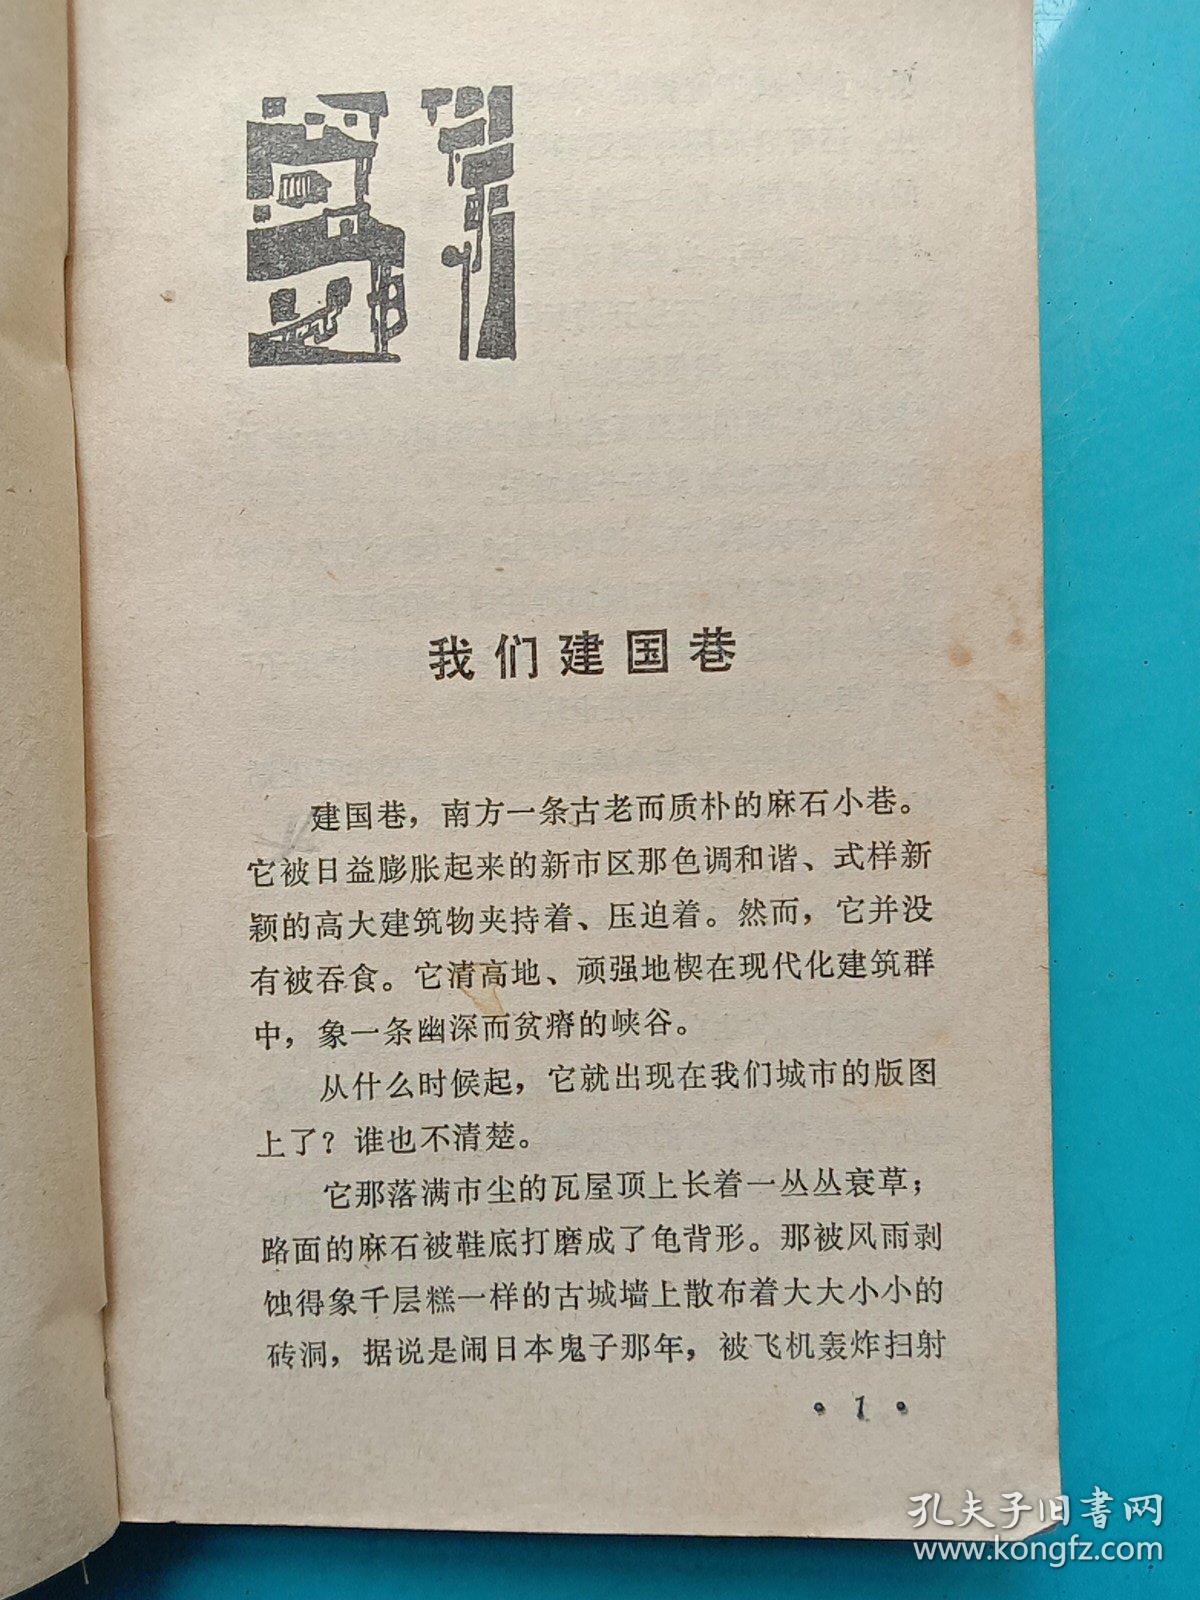 我们建国巷
建国巷，南方一条古老而质朴的麻石小巷。
它被日益膨胀起来的新市区那色调和谐、式样新
颖的高大建筑物夹持着、压迫着。然而，它并没
有被吞食。它清高地、顽强地楔在现代化建筑群
中，象一条幽深而贫瘠的峡谷。
从什么时候起，它就出现在我们城市的版图
上了？谁也不清楚。
它那落满市尘的瓦屋顶上长着一丛丛衰草；
路面的麻石被鞋底打磨成了龟背形。那被风雨剥
蚀得象千层糕一样的古城墙上散布着大大小小的
砖洞，据说是闹日本鬼子那年，被飞机轰炸扫射
• 1 •
孔夫子旧書网
www.kongfz.com